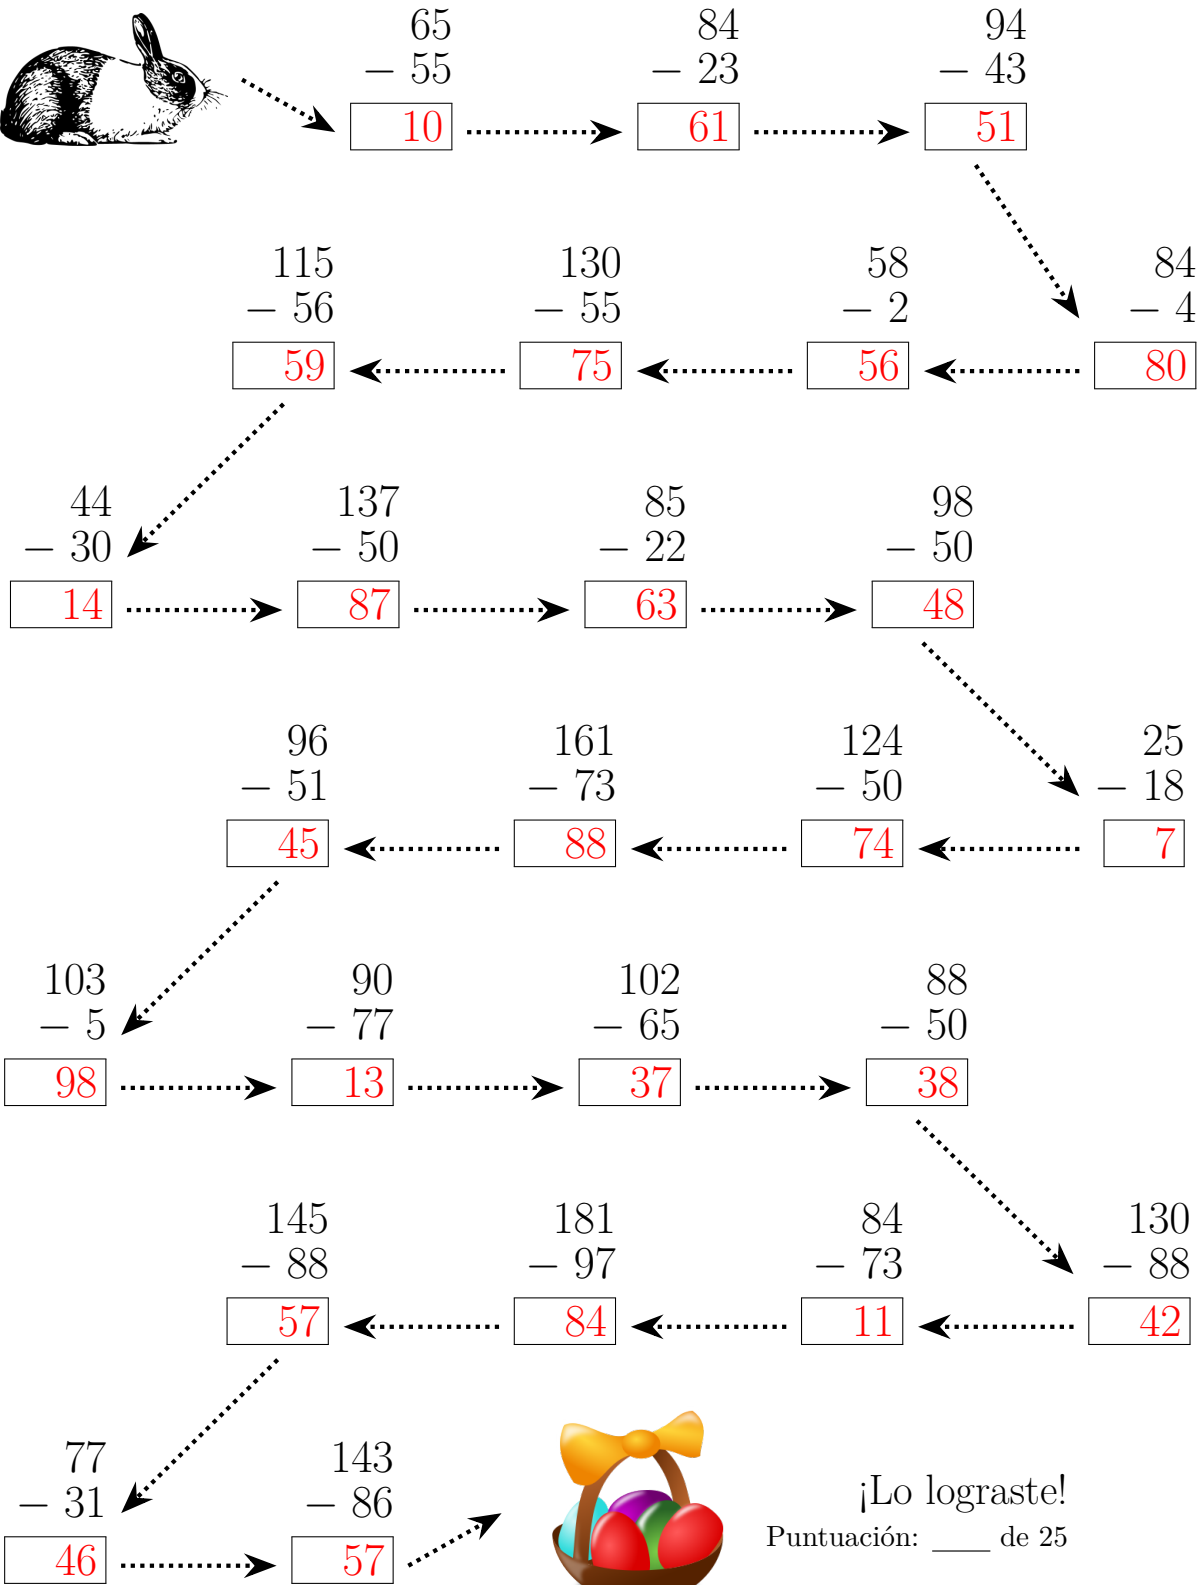 65 84 94
− 55 − 23 − 43
10 61 51
115 130 58 84
− 56 − 55 − 2 − 4
59 75 56 80
44 137 85 98
− 30 − 50 − 22 − 50
14 87 63 48
96 161 124 25
− 51 − 73 − 50 − 18
45 88 74 7
103 90 102 88
− 5 − 77 − 65 − 50
98 13 37 38
145 181 84 130
− 88 − 97 − 73 − 88
57 84 11 42
77 143
− 31 − 86
46 57
¡Lo lograste!
Puntuación: ____ de 25